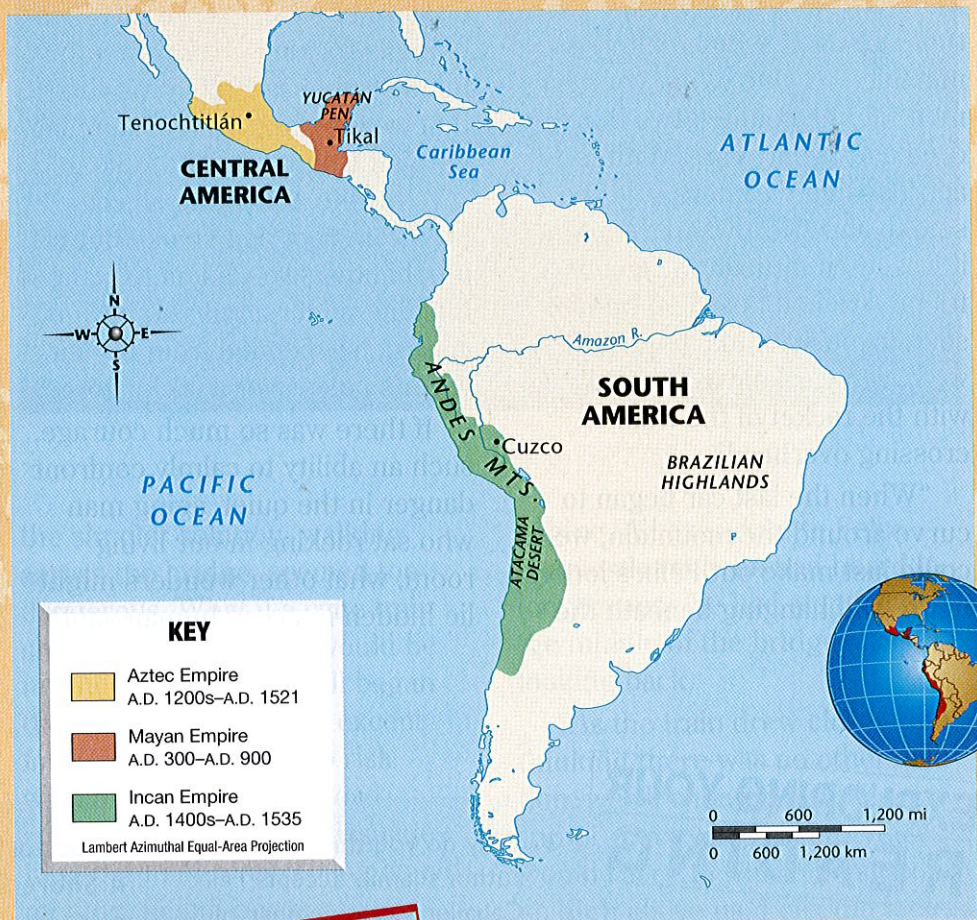 YUCATÁN
PEN.
Tenochtitlán
Tikal
CENTRAL
AMERICA
Caribbean
Sea
ATLANTIC
OCEAN
N
W E
S
Amazon R.
ANDES MTS.
SOUTH
AMERICA
Cuzco
BRAZILIAN
HIGHLANDS
PACIFIC
OCEAN
ATACAMA
DESERT
KEY
Aztec Empire
A.D. 1200s–A.D. 1521
Mayan Empire
A.D. 300–A.D. 900
Incan Empire
A.D. 1400s–A.D. 1535
Lambert Azimuthal Equal-Area Projection
0 600 1,200 mi
0 600 1,200 km